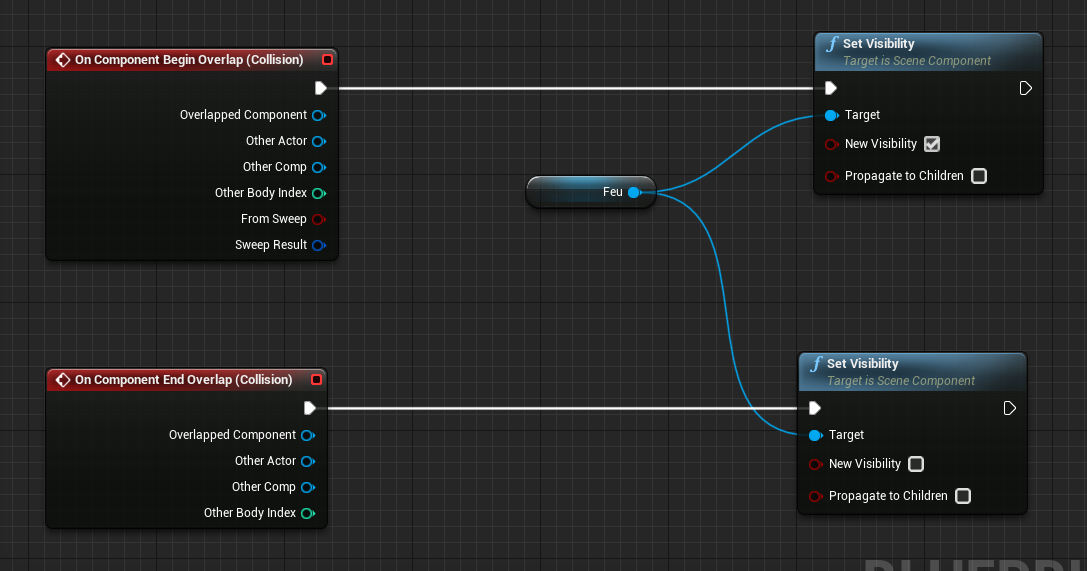 On Component Begin Overlap (Collision)
Overlapped Component
Other Actor
Other Comp
Other Body Index
From Sweep
Sweep Result
Feu
f Set Visibility
Target is Scene Component
Target
New Visibility
Propagate to Children
On Component End Overlap (Collision)
Overlapped Component
Other Actor
Other Comp
Other Body Index
f Set Visibility
Target is Scene Component
Target
New Visibility
Propagate to Children